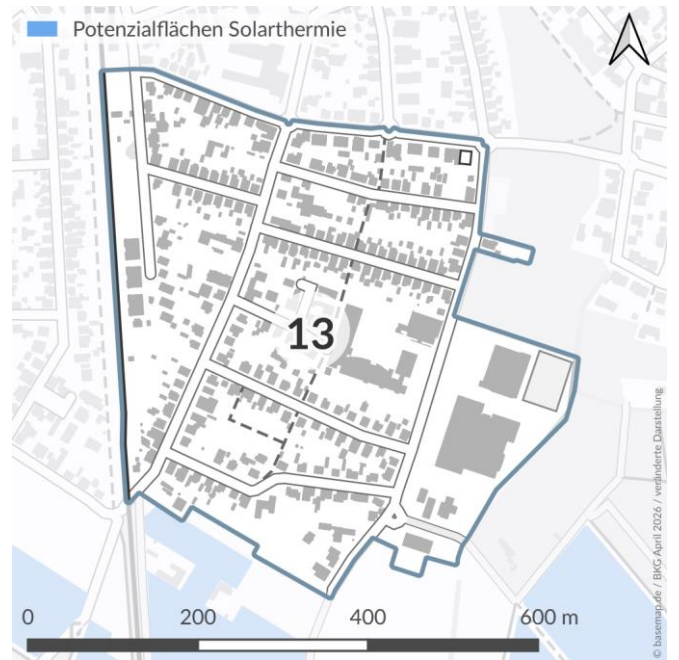 Potenzialflächen Solarthermie
13
0 200 400 600 m
© basemap.de / BKG April 2026 / veränderte Darstellung